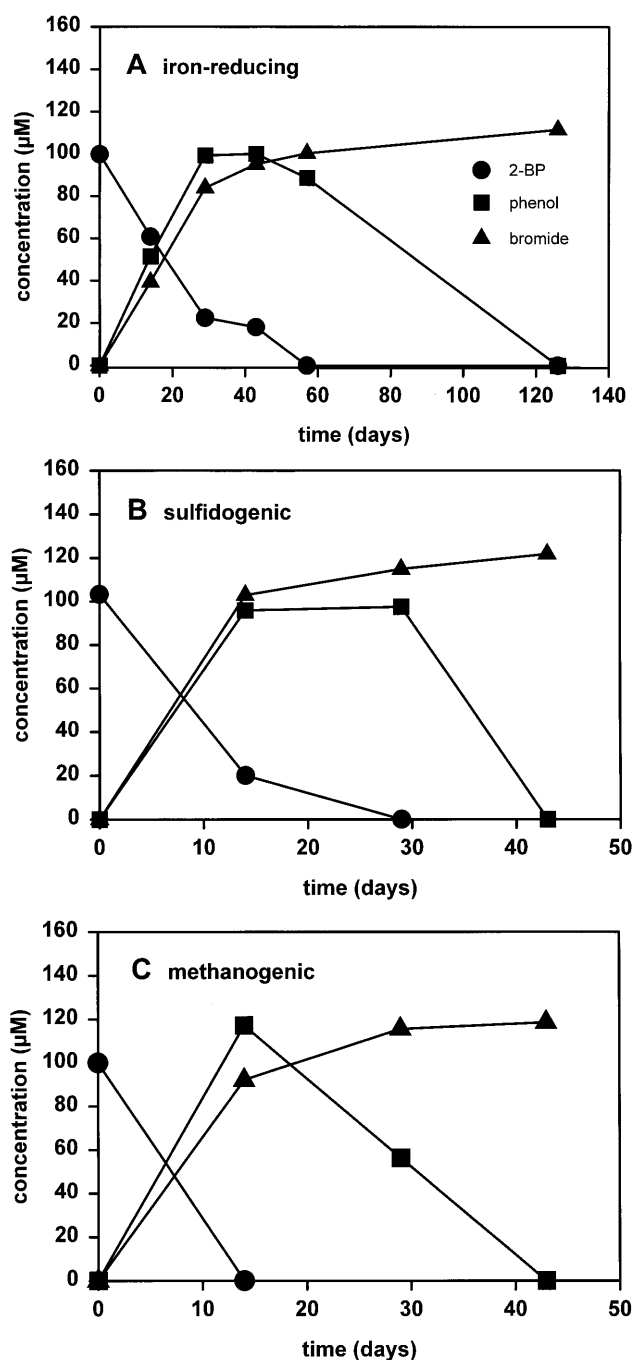 160
140
120
100
80
60
40
20
0
concentration (µM)
A iron-reducing
2-BP
phenol
bromide
0 20 40 60 80 100 120 140
time (days)
160
140
120
100
80
60
40
20
0
concentration (µM)
B sulfidogenic
0 10 20 30 40 50
time (days)
160
140
120
100
80
60
40
20
0
concentration (µM)
C methanogenic
0 10 20 30 40 50
time (days)